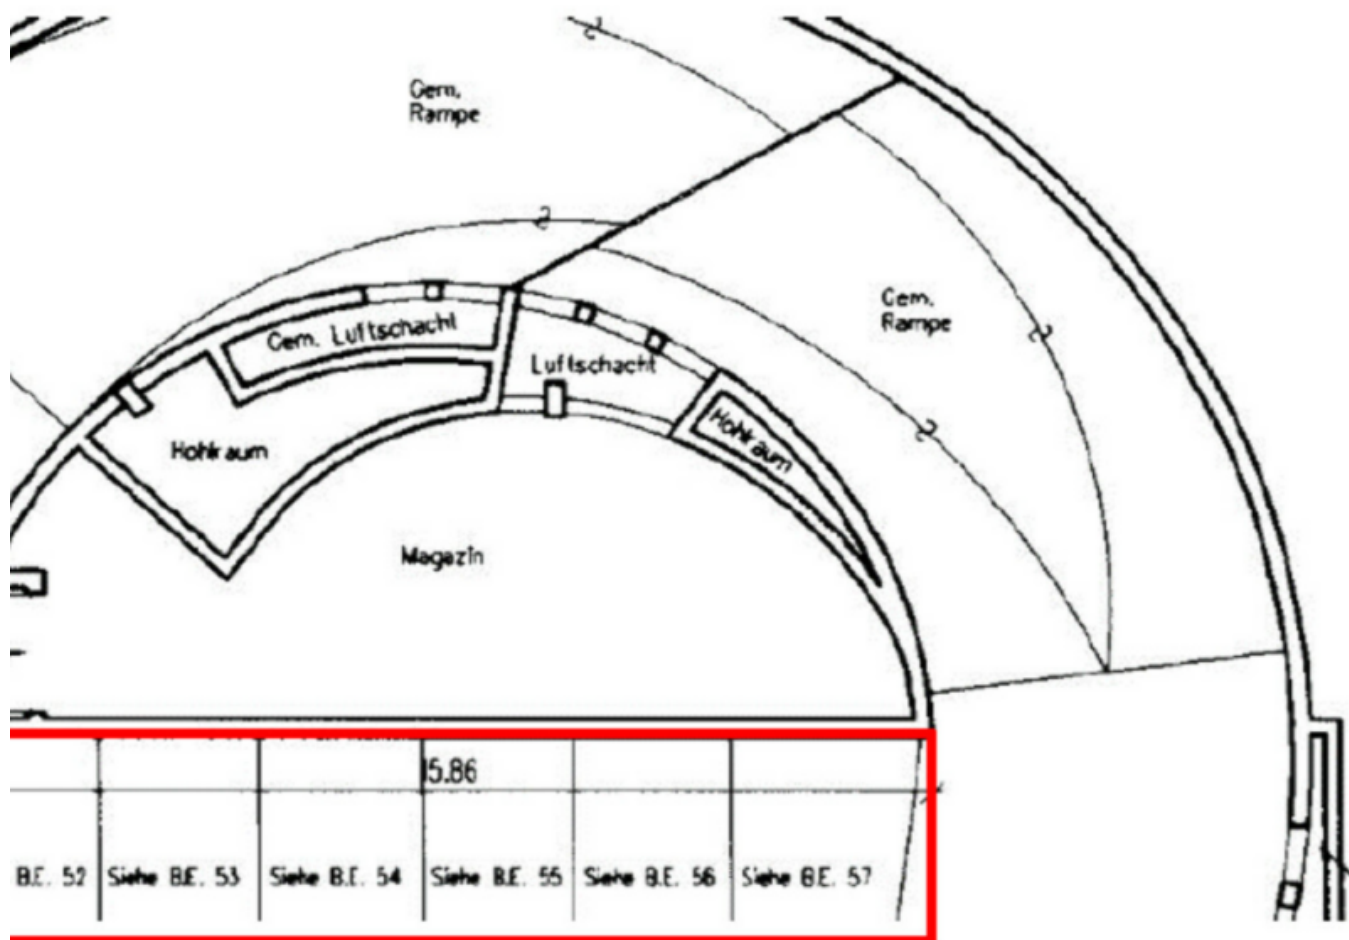 Gem.
Rampe
Gem.
Rampe
Gem. Luftschacht
Luftschacht
Hohlraum
Hohlraum
Magazin
15.86
B.E. 52
Siehe B.E. 53
Siehe B.E. 54
Siehe B.E. 55
Siehe B.E. 56
Siehe B.E. 57